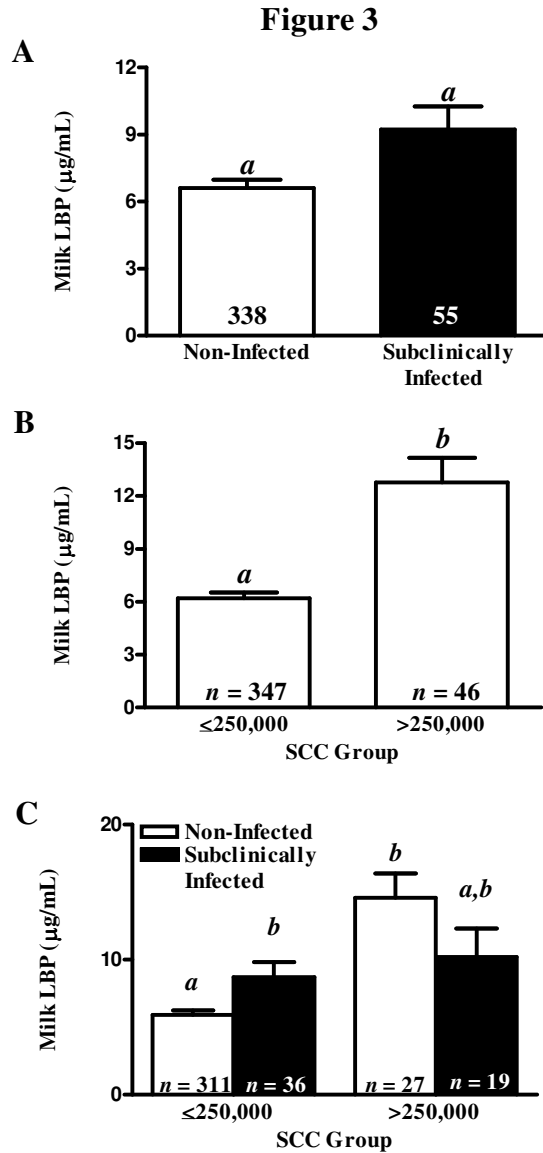 Figure 3
A
Milk LBP (µg/mL)
12
9
6
3
0
a
a
338
55
Non-Infected
Subclinically
Infected
B
Milk LBP (µg/mL)
15
12
9
6
3
0
a
b
n = 347
n = 46
≤250,000
>250,000
SCC Group
C
Non-Infected
Subclinically
Infected
Milk LBP (µg/mL)
20
10
0
a
b
b
a,b
n = 311
n = 36
n = 27
n = 19
≤250,000
>250,000
SCC Group